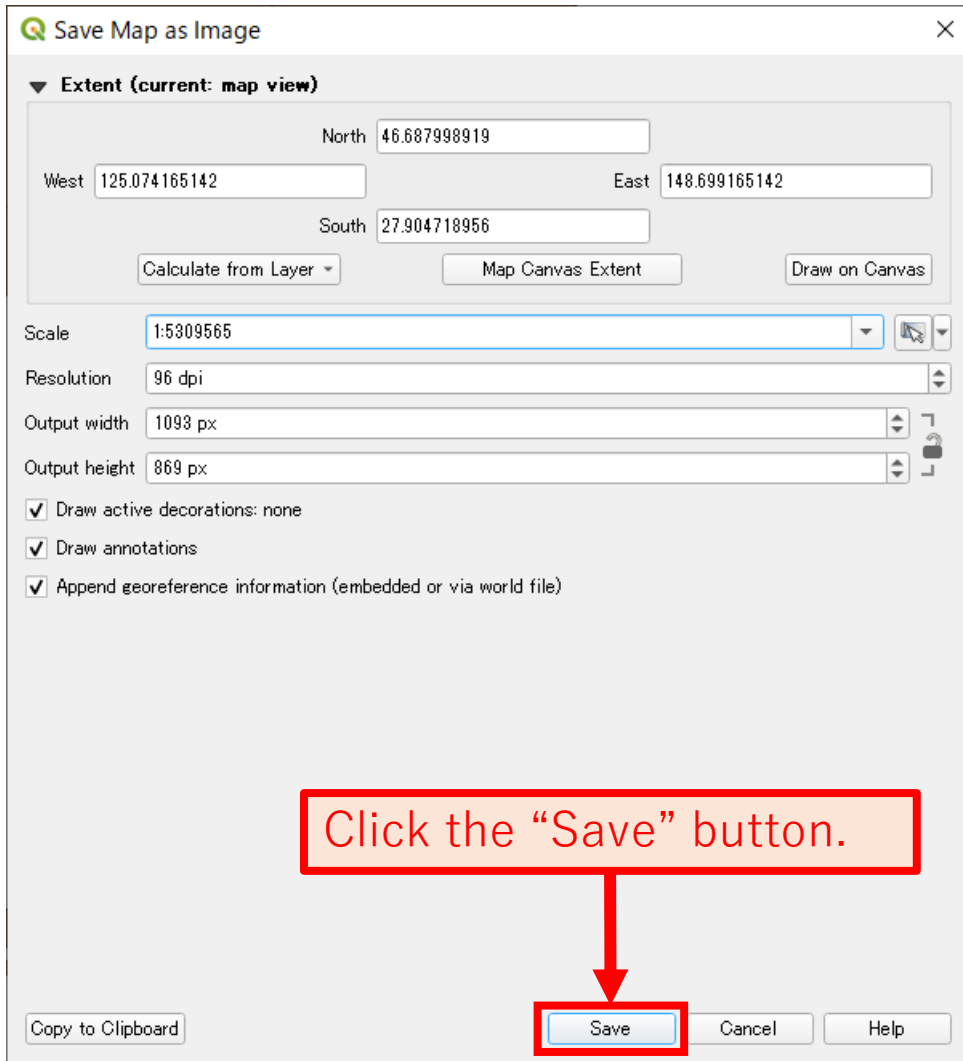 Save Map as Image
Extent (current: map view)
North 46.687998919
West 125.074165142 East 148.699165142
South 27.904718956
Calculate from Layer Map Canvas Extent Draw on Canvas
Scale 1:5309565
Resolution 96 dpi
Output width 1093 px
Output height 869 px
Draw active decorations: none
Draw annotations
Append georeference information (embedded or via world file)
Click the “Save” button.
Copy to Clipboard Save Cancel Help